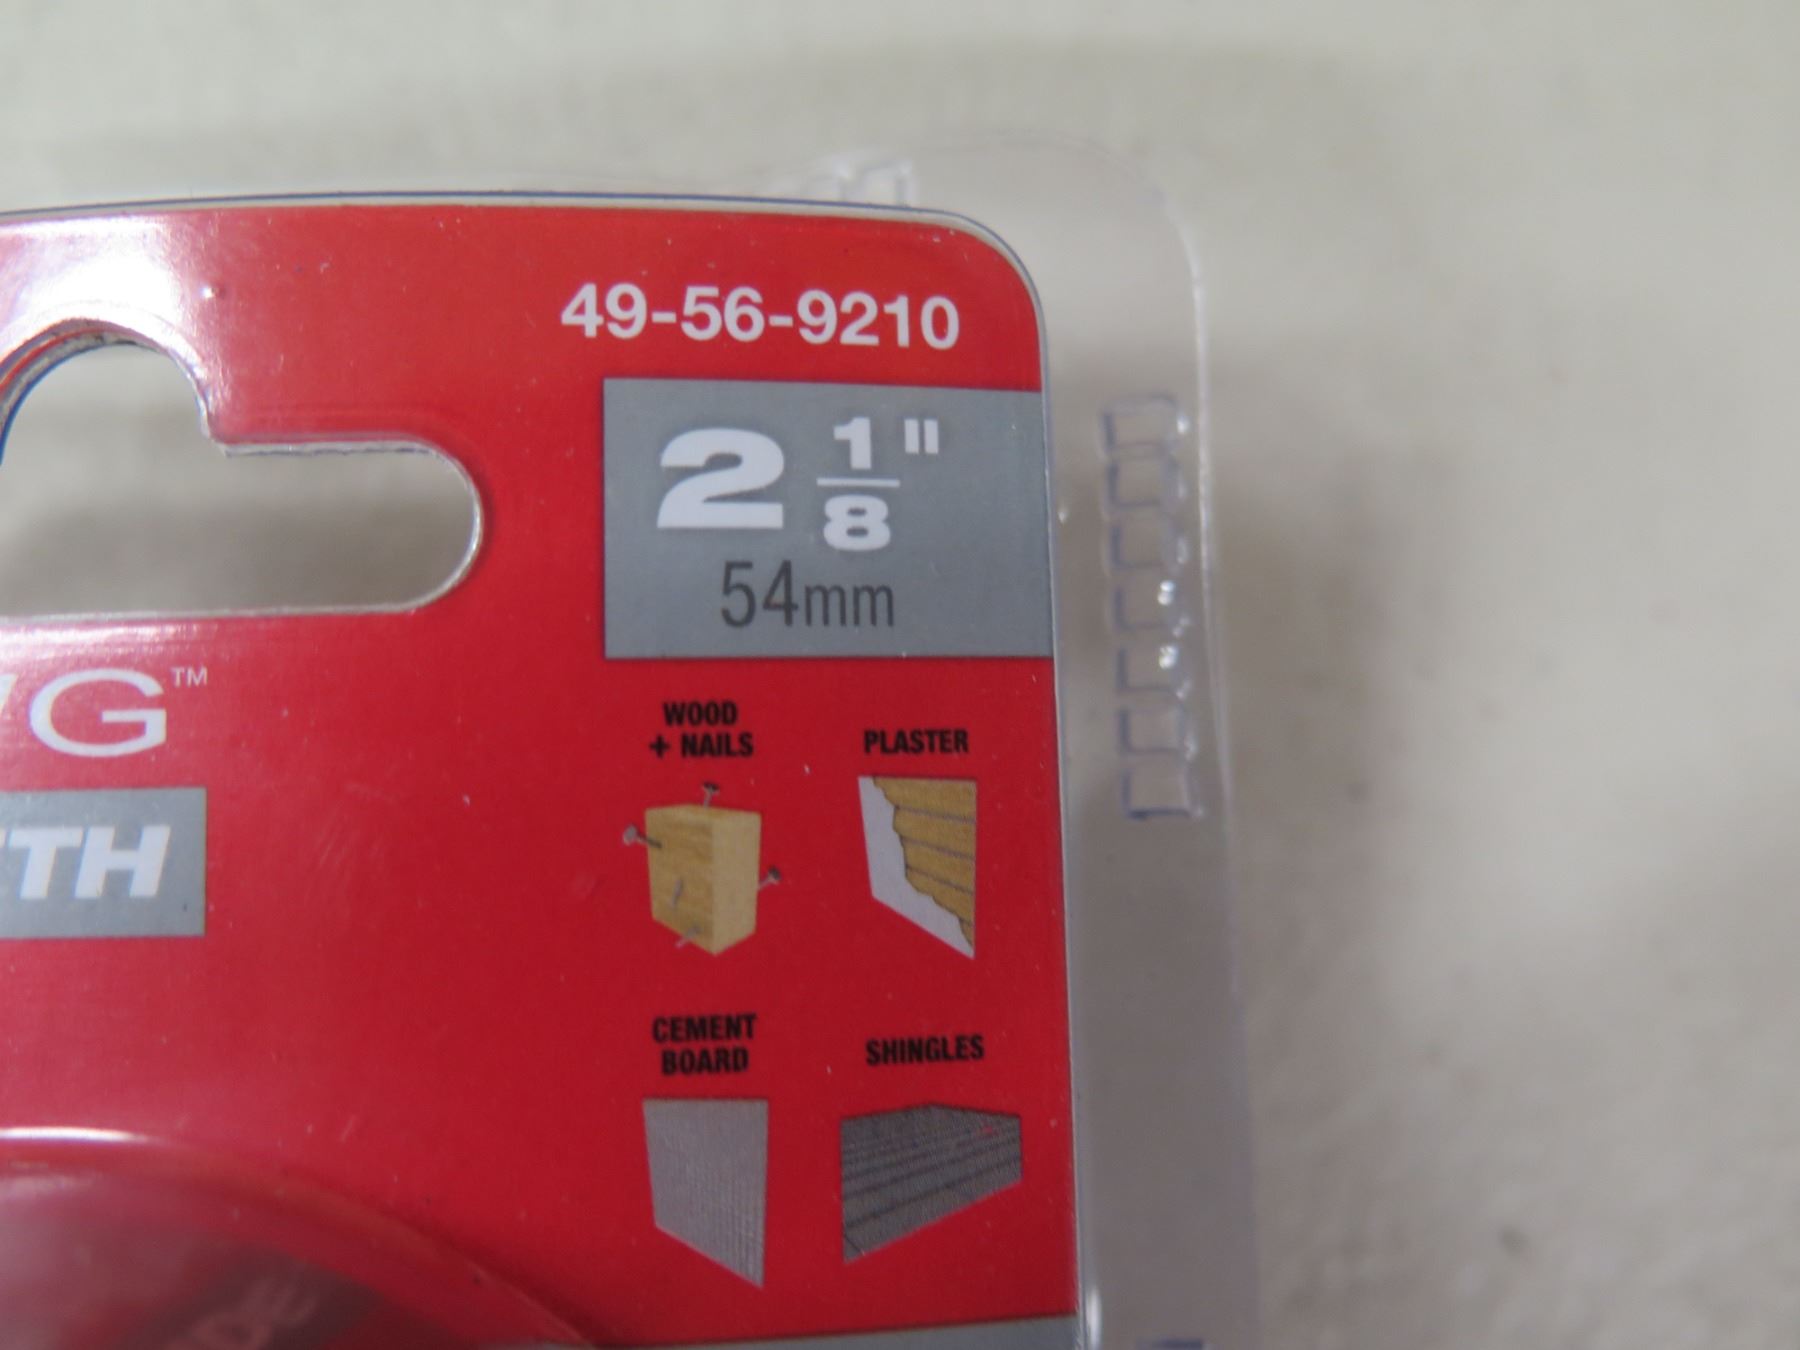 49-56-9210
2 1/8"
54mm
G™
TH
WOOD
+ NAILS
PLASTER
CEMENT
BOARD
SHINGLES